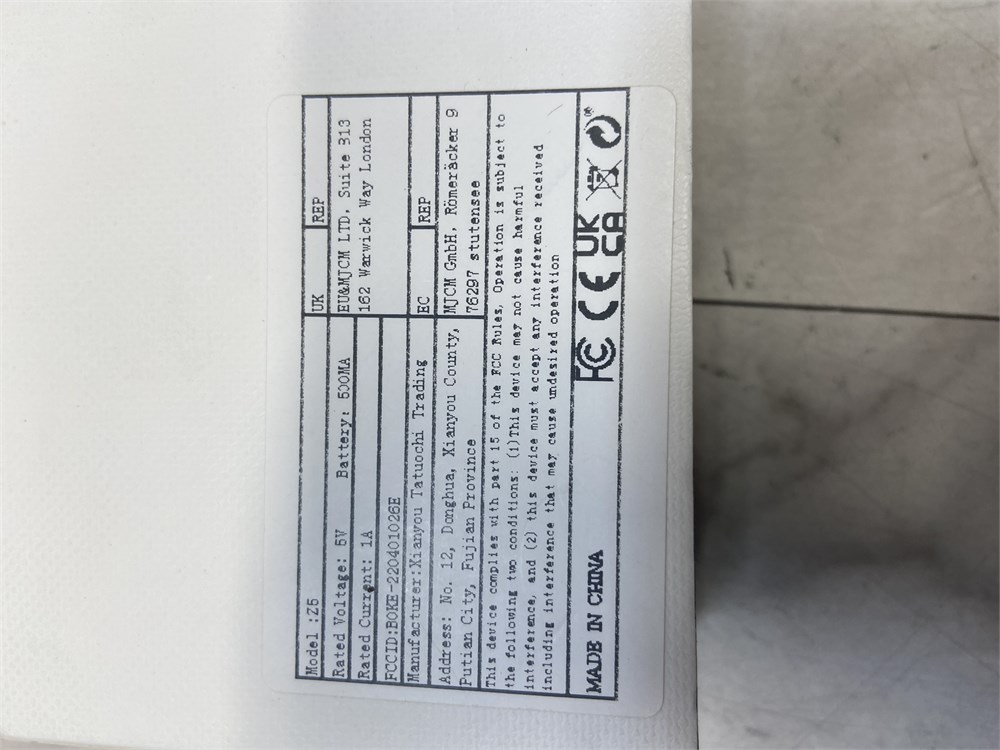 Model :Z5
Rated Voltage: 5V Battery: 500MA
Rated Current: 1A
FCCID:BOKE-220401026E
Manufacturer:Xianyou Tatuochi Trading
Address: No. 12, Donghua, Xianyou County,
Putian City, Fujian Province
UK REP
EU&MJCM LTD. Suite 313
162 Warwick Way London
EC REP
MJCM GmbH, Römeräcker 9
76297 stutensee
This device complies with part 15 of the FCC Rules, Operation is subject to
the following two conditions: (1)This device may not cause harmful
interference, and (2) this device must accept any interference received
including interference that may cause undesired operation
MADE IN CHINA FC CE UK
CA